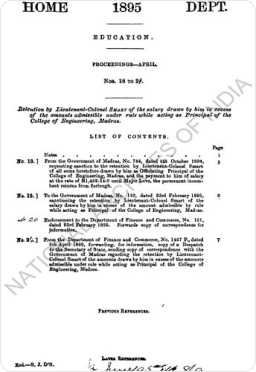 HOME 1895 DEPT.
EDUCATION.
PROCEEDINGS—APRIL.
Nos. 18 to 21.
Retention by Lieutenant-Colonel SMART of the salary drawn by him in excess
of the amounts admissible under rule while acting as Principal of the
College of Engineering, Madras.
LIST OF CONTENTS.
Page
Notes 1
No. 18.] From the Government of Madras, No. 744, dated 4th October 1894, 5
requesting sanction to the retention by Lieutenant-Colonel Smart
of all sums heretofore drawn by him as Officiating Principal of the
College of Engineering, Madras, and the payment to him of salary
at the rate of until Major Love, the permanent incum-
bent returns from furlough.
No. 19.] To the Government of Madras, No. 100, dated 22nd February 1895,
sanctioning the retention by Lieutenant-Colonel Smart of the
salary drawn by him in excess of the amount admissible by rule
while acting as Principal of the College of Engineering, Madras.
No 20 Endorsement to the Department of Finance and Commerce, No. 101,
dated 22nd February 1895. Forwards copy of correspondence for
information.
No. 21.] From the Department of Finance and Commerce, No. 1457 P., dated 7
5th April 1895, forwarding, for information, copy of a Despatch
to the Secretary of State, sending copy of correspondence with the
Government of Madras regarding the retention by Lieutenant-
Colonel Smart of the amounts drawn by him in excess of the amounts
admissible under rule while acting as Principal of the College of
Engineering, Madras.
PREVIOUS REFERENCES.
LATER REFERENCES.
Exd.—S. J. D'S.
NATIONAL ARCHIVES OF INDIA